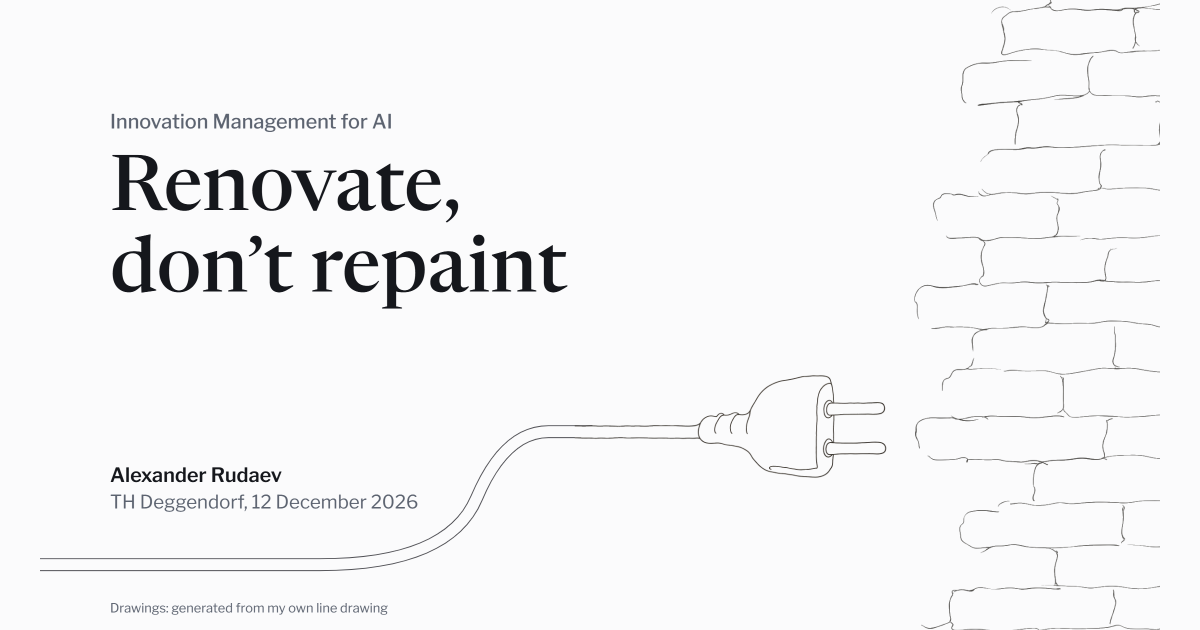 Innovation Management for AI
Renovate,
don’t repaint
Alexander Rudaev
TH Deggendorf, 12 December 2026
Drawings: generated from my own line drawing